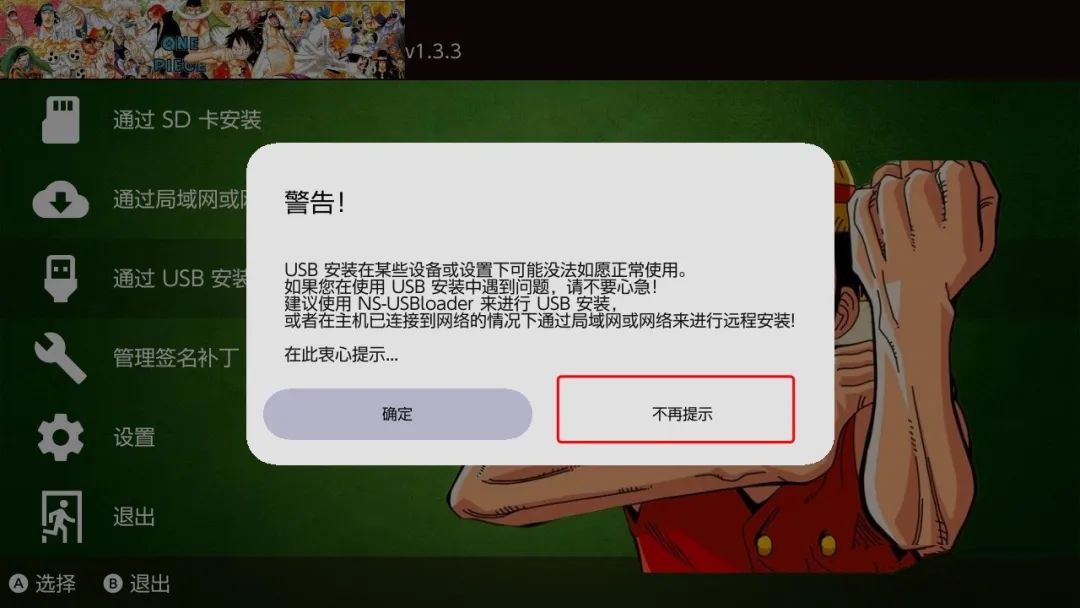 ONE
PIECE
v1.3.3
通过 SD 卡安装
通过局域网或
通过 USB 安装
管理签名补丁
设置
退出
警告！
USB 安装在某些设备或设置下可能没法如愿正常使用。
如果您在使用 USB 安装中遇到问题，请不要心急！
建议使用 NS-USBloader 来进行 USB 安装，
或者在主机已连接到网络的情况下通过局域网或网络来进行远程安装!
在此衷心提示...
确定
不再提示
A 选择
B 退出